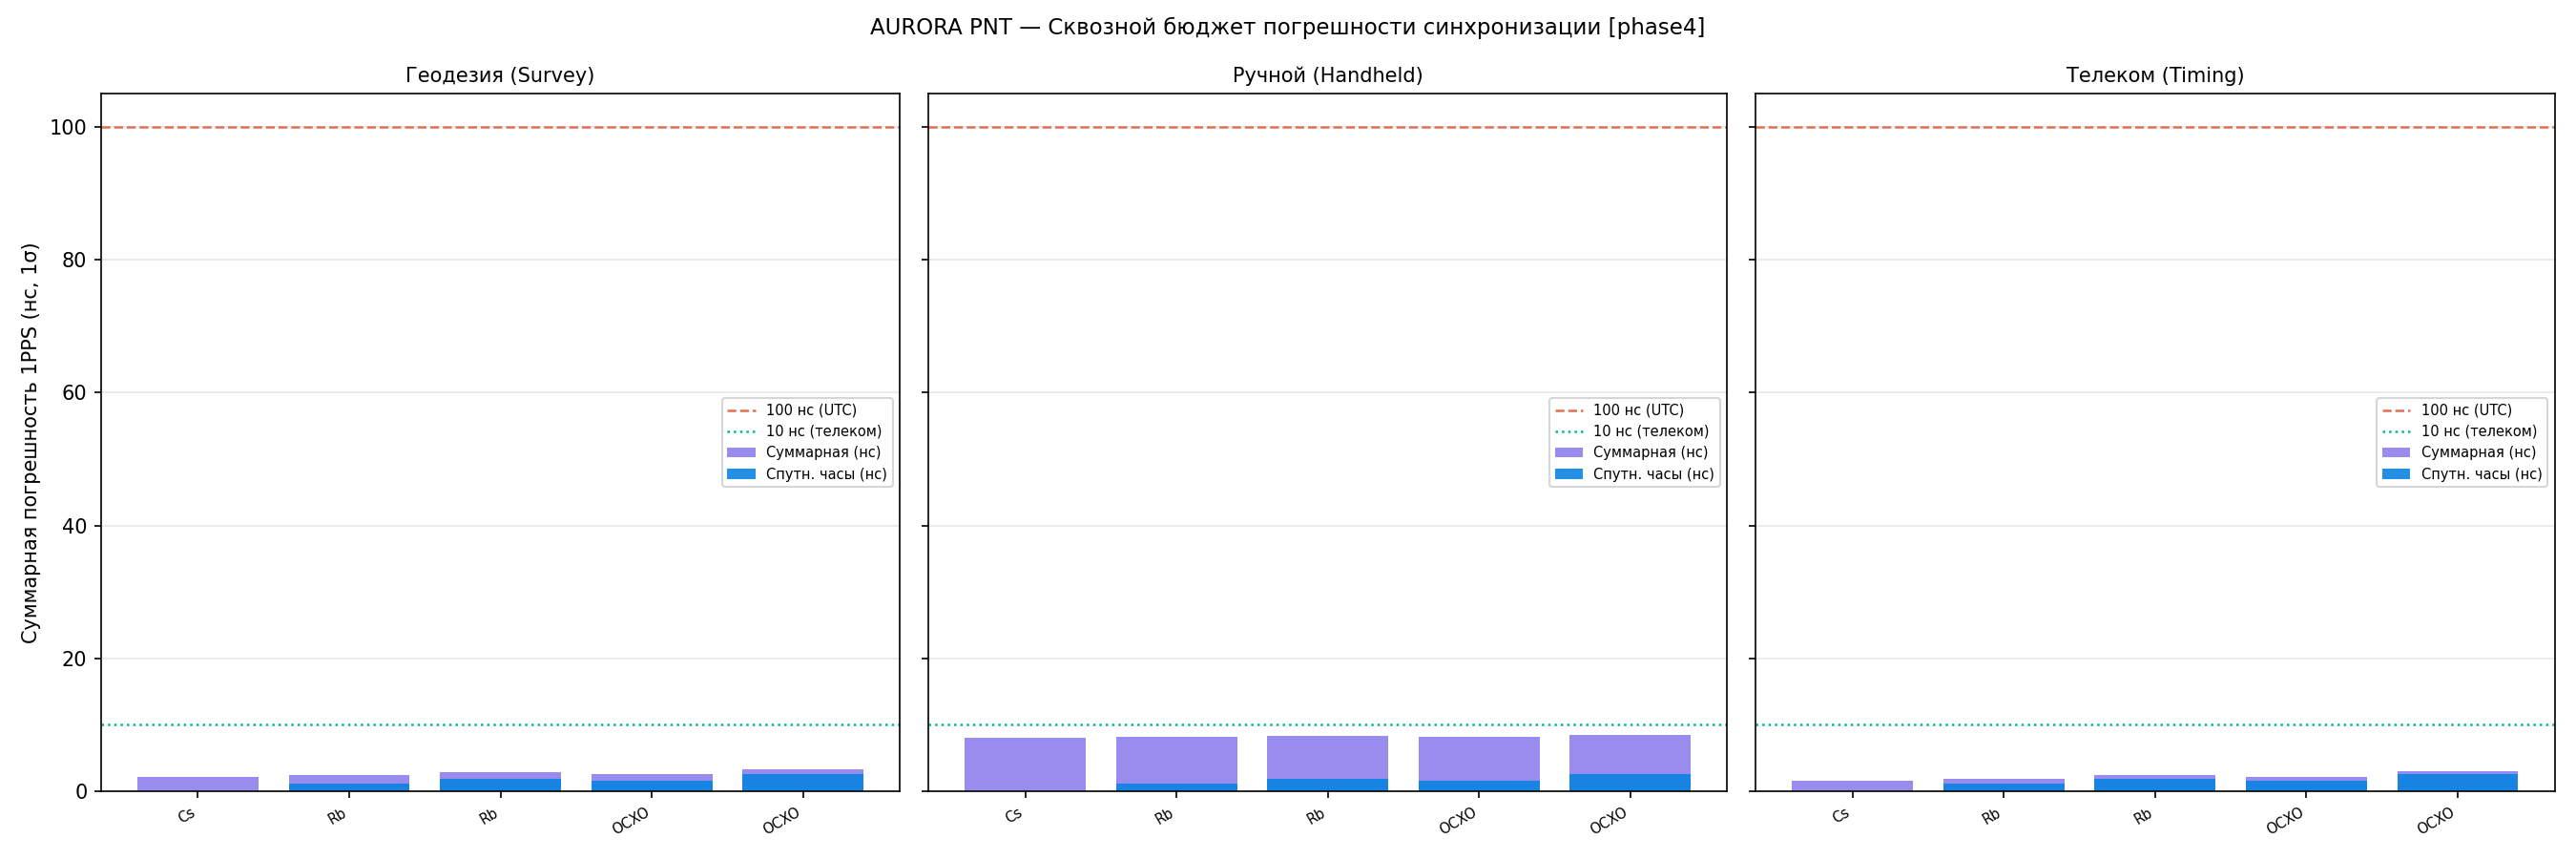 AURORA PNT — Сквозной бюджет погрешности синхронизации [phase4]
Геодезия (Survey)
Ручной (Handheld)
Телеком (Timing)
Суммарная погрешность 1PPS (нс, 1σ)
100
80
60
40
20
0
100 нс (UTC)
10 нс (телеком)
Суммарная (нс)
Спутн. часы (нс)
100 нс (UTC)
10 нс (телеком)
Суммарная (нс)
Спутн. часы (нс)
100 нс (UTC)
10 нс (телеком)
Суммарная (нс)
Спутн. часы (нс)
Cs
Rb
Rb
OCXO
OCXO
Cs
Rb
Rb
OCXO
OCXO
Cs
Rb
Rb
OCXO
OCXO